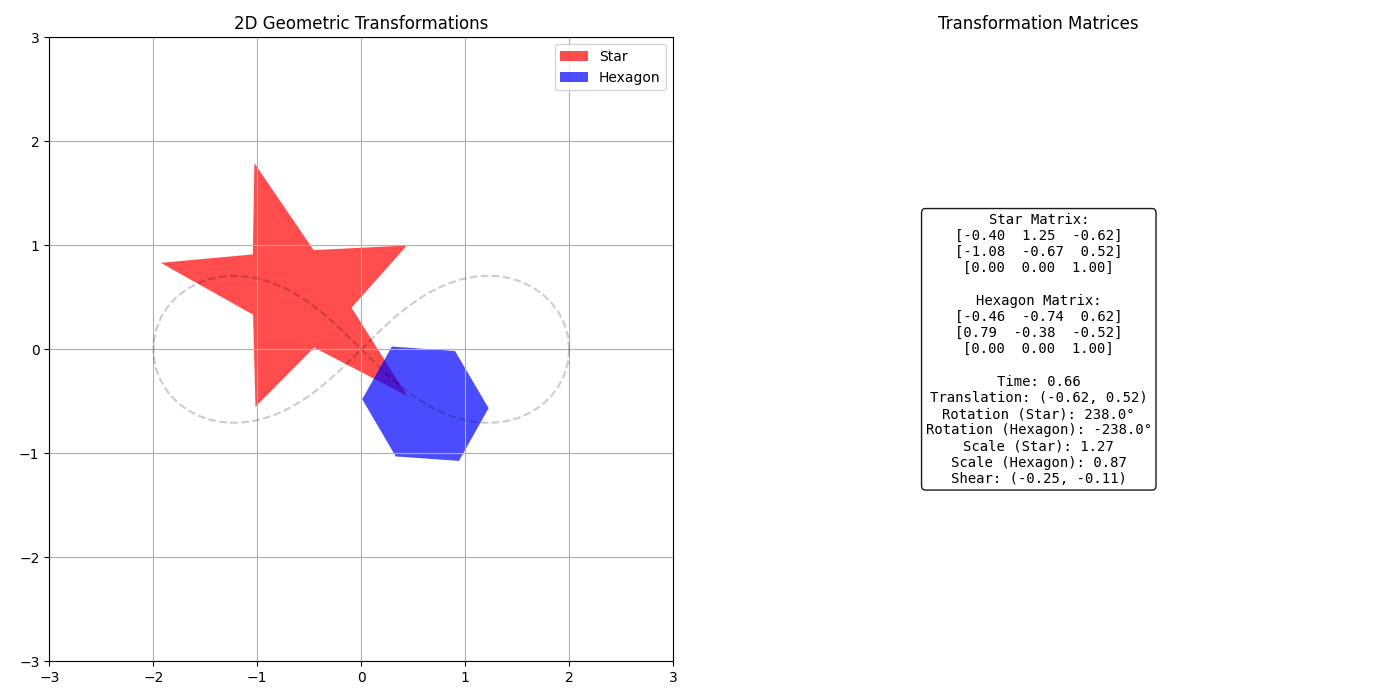 2D Geometric Transformations
3
2
1
0
−1
−2
−3
−3
−2
−1
0
1
2
3
Star
Hexagon
Transformation Matrices
Star Matrix:
[-0.40  1.25  -0.62]
[-1.08  -0.67  0.52]
[0.00  0.00  1.00]
Hexagon Matrix:
[-0.46  -0.74  0.62]
[0.79  -0.38  -0.52]
[0.00  0.00  1.00]
Time: 0.66
Translation: (-0.62, 0.52)
Rotation (Star): 238.0°
Rotation (Hexagon): -238.0°
Scale (Star): 1.27
Scale (Hexagon): 0.87
Shear: (-0.25, -0.11)